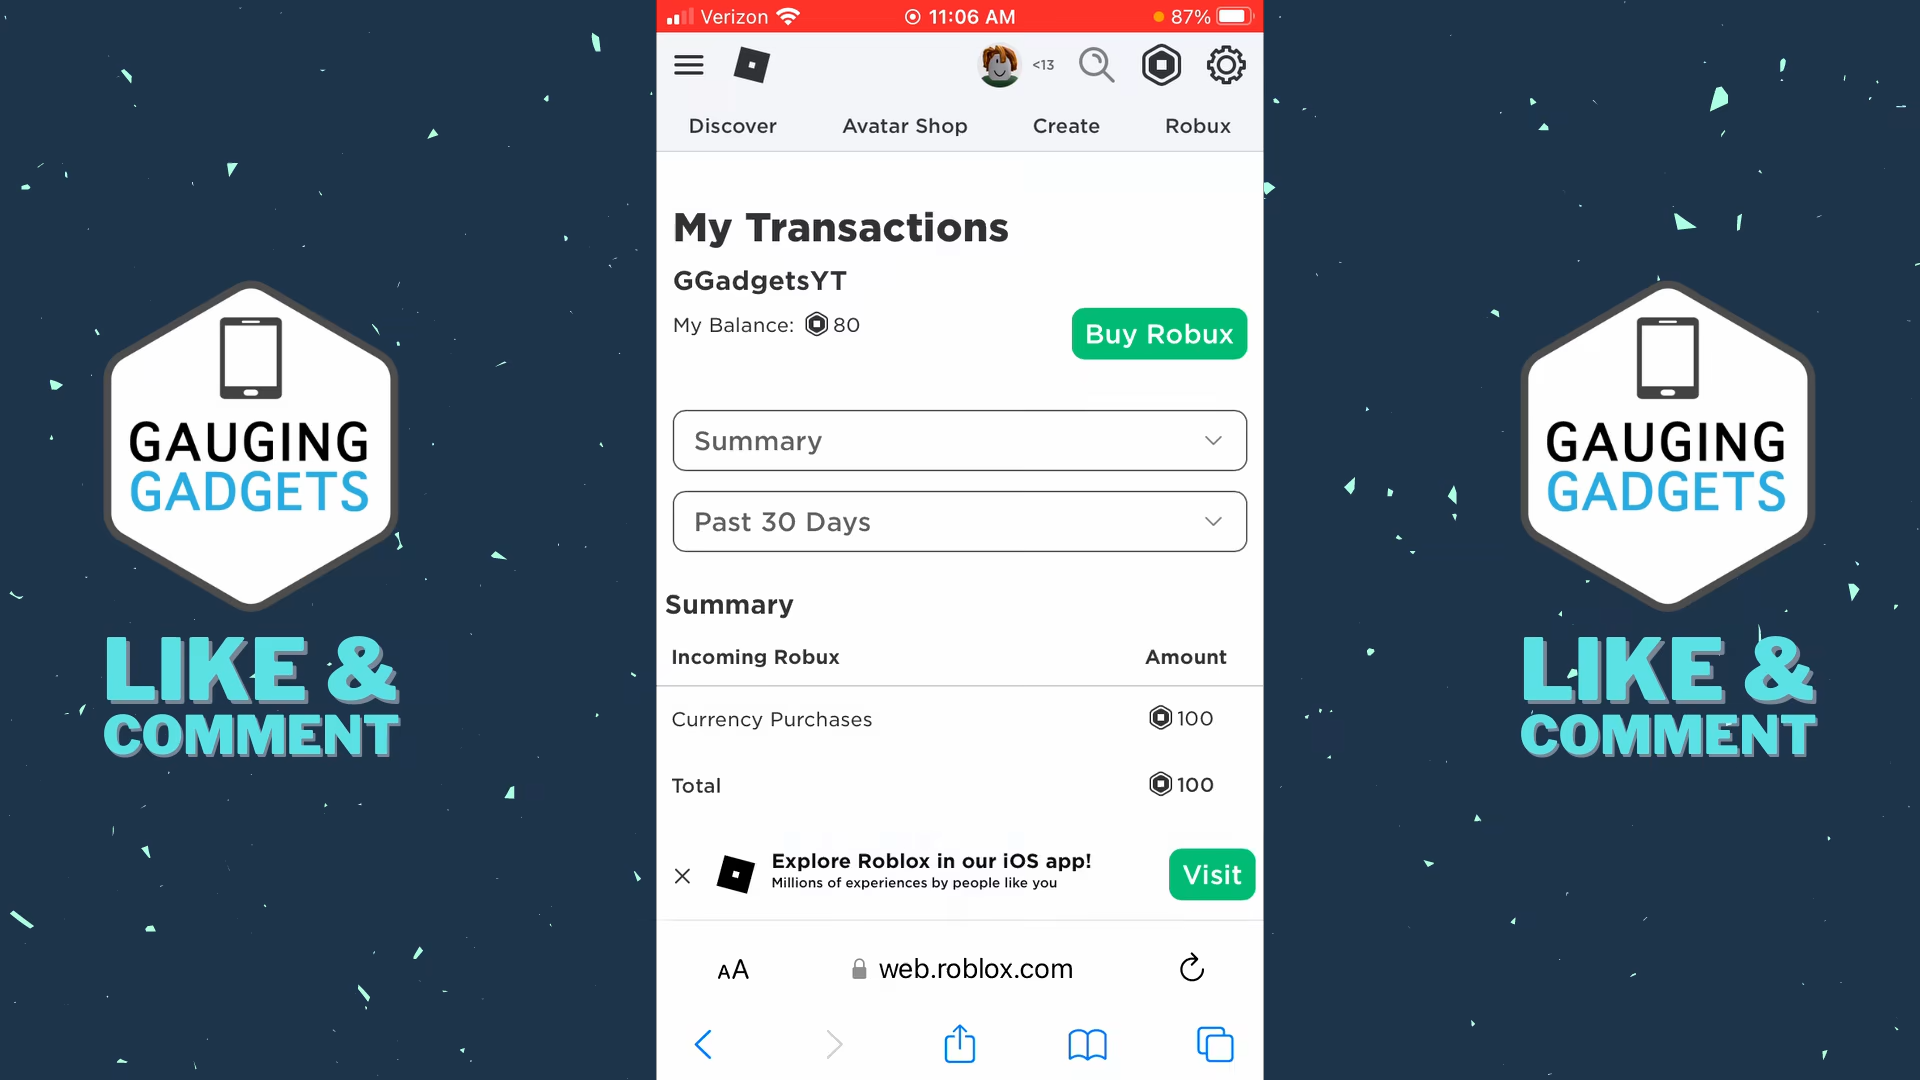 Verizon 11:06 AM 87%
<13
Discover Avatar Shop Create Robux
My Transactions
GGadgetsYT
My Balance: 80
Buy Robux
Summary
Past 30 Days
Summary
Incoming Robux Amount
Currency Purchases 100
Total 100
Explore Roblox in our iOS app!
Millions of experiences by people like you
Visit
AA web.roblox.com
GAUGING
GADGETS
LIKE &
COMMENT
GAUGING
GADGETS
LIKE &
COMMENT